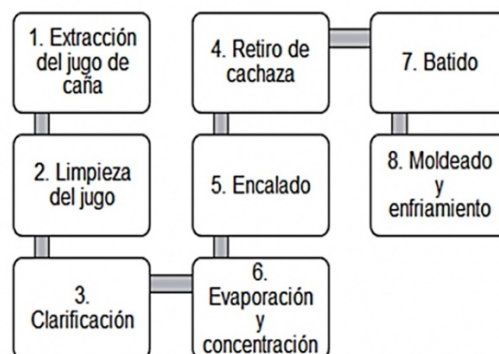 1. Extracción
del jugo de
caña
2. Limpieza
del jugo
3.
Clarificación
4. Retiro de
cachaza
5. Encalado
6.
Evaporación
y
concentración
7. Batido
8. Moldeado
y
enfriamiento